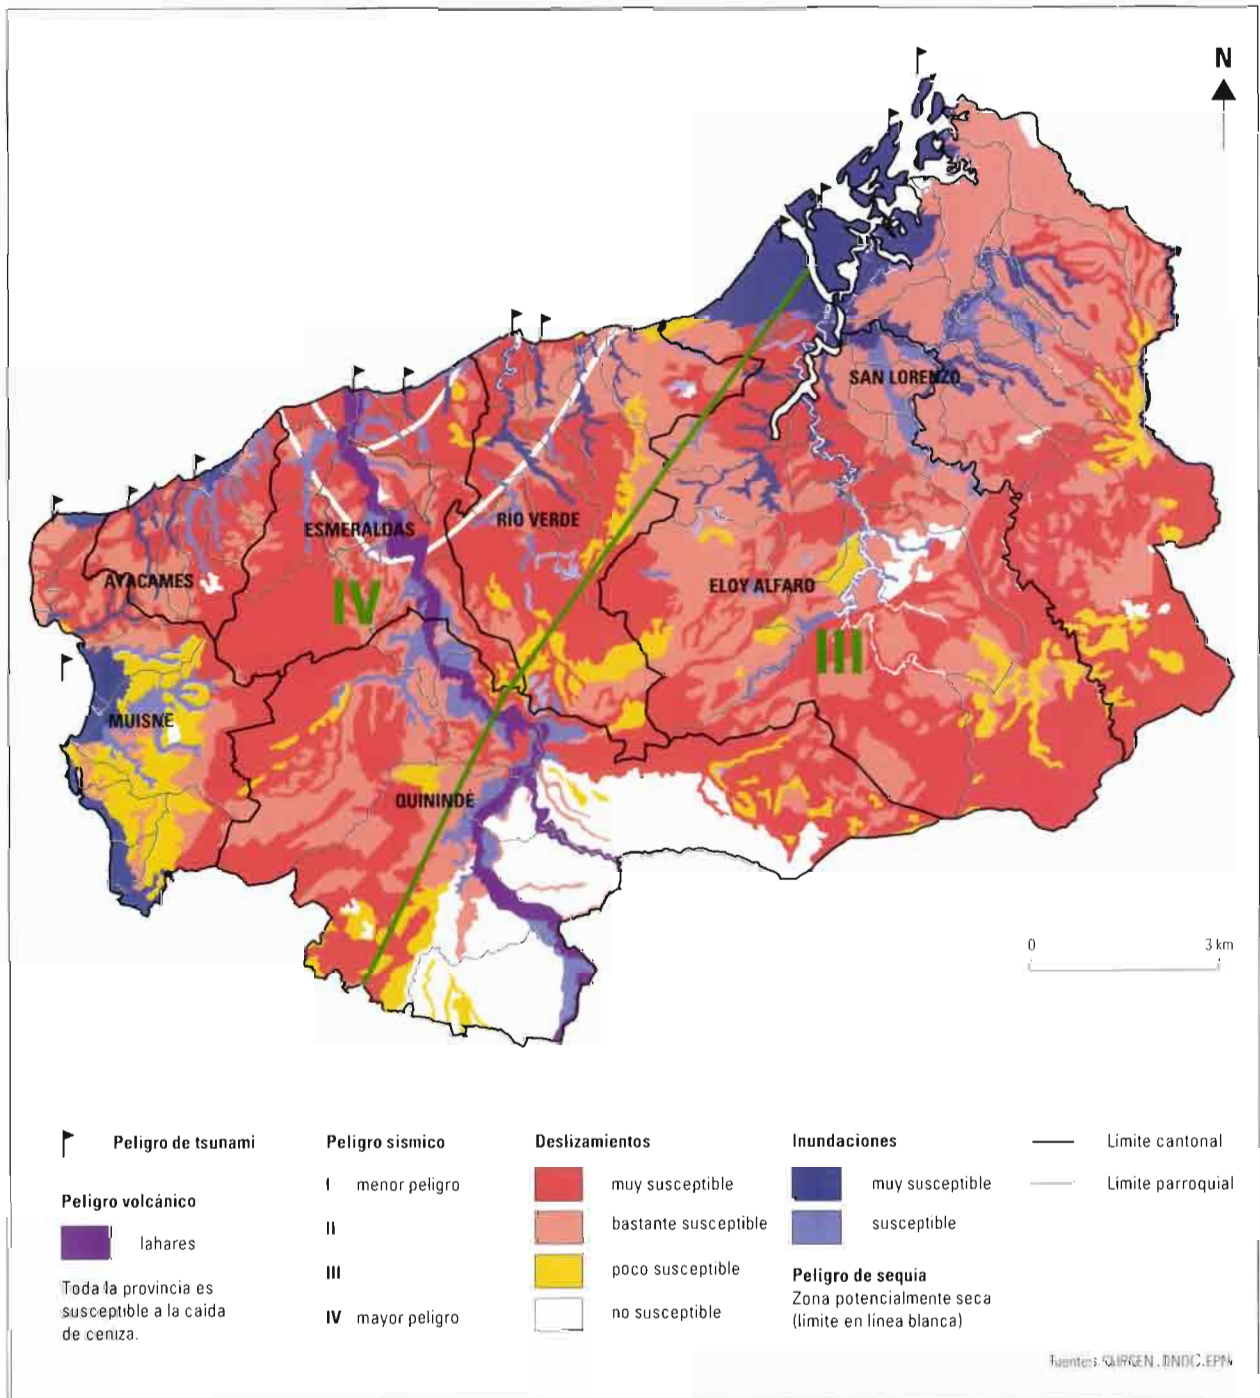 N
SAN LORENZO
ESMERALDAS
RIO VERDE
ATACAMES
IV
ELOY ALFARO
III
MUISNE
QUININDÉ
0 3 km
Peligro de tsunami
Peligro volcánico
lahares
Toda la provincia es
susceptible a la caída
de ceniza.
Peligro sísmico
I menor peligro
II
III
IV mayor peligro
Deslizamientos
muy susceptible
bastante susceptible
poco susceptible
no susceptible
Inundaciones
muy susceptible
susceptible
Peligro de sequía
Zona potencialmente seca
(límite en línea blanca)
Límite cantonal
Límite parroquial
DNDC, EPN